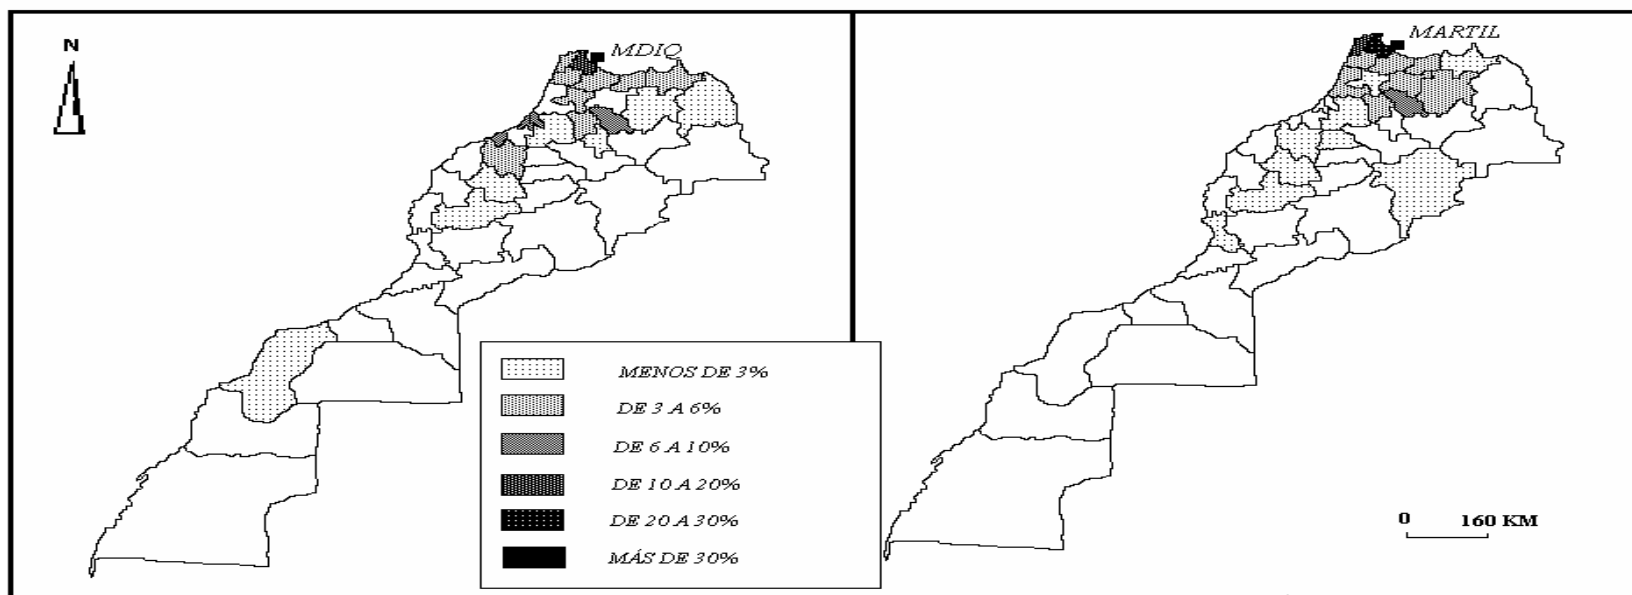 N
MDIQ
MARTIL
MENOS DE 3%
DE 3 A 6%
DE 6 A 10%
DE 10 A 20%
DE 20 A 30%
MÁS DE 30%
0 160 KM